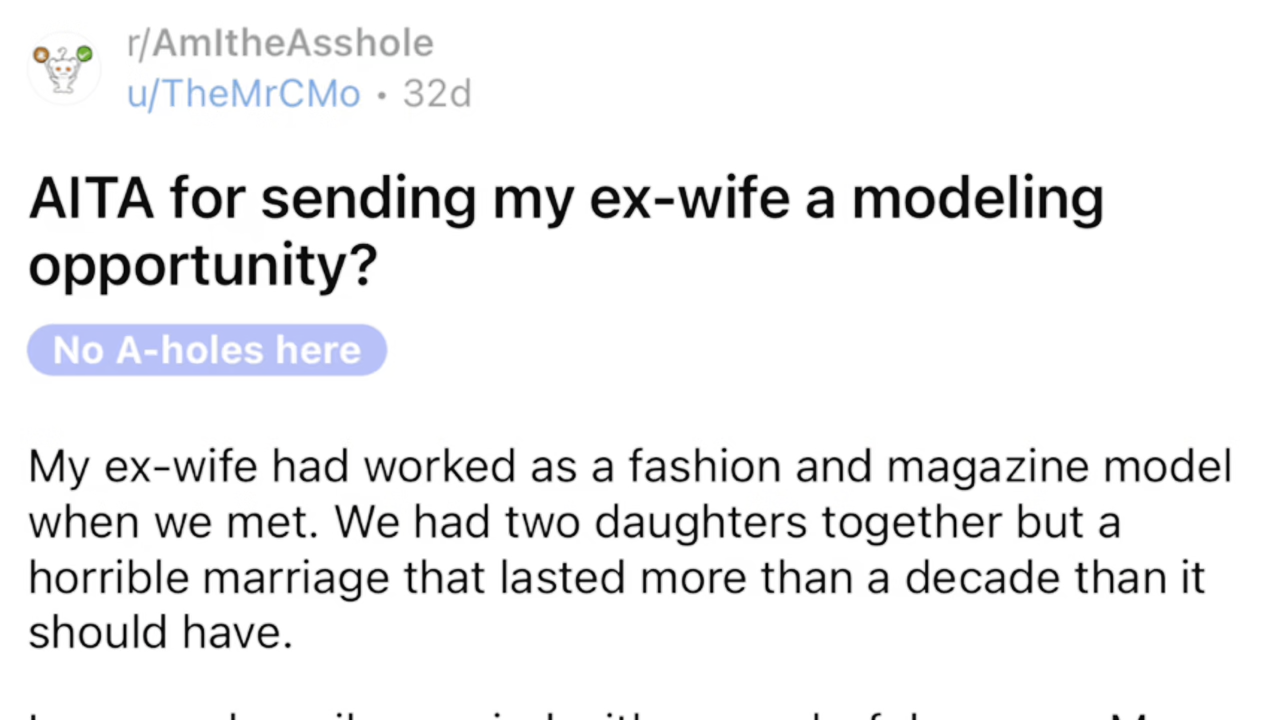 r/AmItheAsshole
u/TheMrCMo • 32d
AITA for sending my ex-wife a modeling
opportunity?
No A-holes here
My ex-wife had worked as a fashion and magazine model
when we met. We had two daughters together but a
horrible marriage that lasted more than a decade than it
should have.